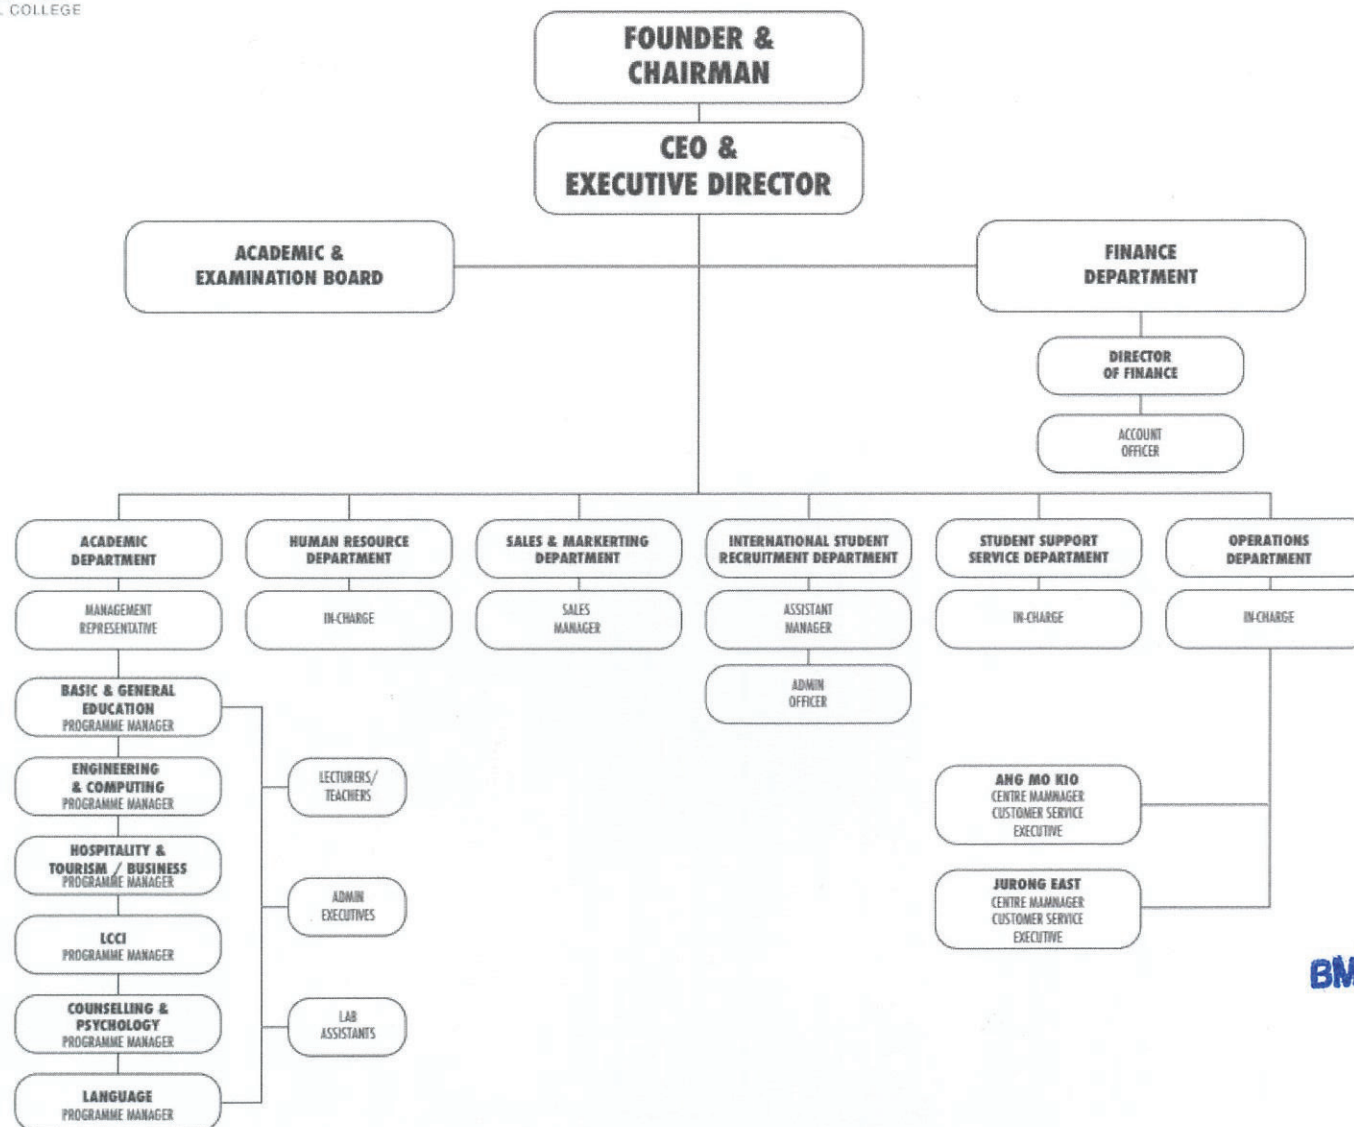 COLLEGE
FOUNDER &
CHAIRMAN
CEO &
EXECUTIVE DIRECTOR
ACADEMIC &
EXAMINATION BOARD
FINANCE
DEPARTMENT
DIRECTOR
OF FINANCE
ACCOUNT
OFFICER
ACADEMIC
DEPARTMENT
HUMAN RESOURCE
DEPARTMENT
SALES & MARKERTING
DEPARTMENT
INTERNATIONAL STUDENT
RECRUITMENT DEPARTMENT
STUDENT SUPPORT
SERVICE DEPARTMENT
OPERATIONS
DEPARTMENT
MANAGEMENT
REPRESENTATIVE
IN-CHARGE
SALES
MANAGER
ASSISTANT
MANAGER
IN-CHARGE
IN-CHARGE
ADMIN
OFFICER
BASIC & GENERAL
EDUCATION
PROGRAMME MANAGER
ENGINEERING
& COMPUTING
PROGRAMME MANAGER
HOSPITALITY &
TOURISM / BUSINESS
PROGRAMME MANAGER
LCCI
PROGRAMME MANAGER
COUNSELLING &
PSYCHOLOGY
PROGRAMME MANAGER
LANGUAGE
PROGRAMME MANAGER
LECTURERS/
TEACHERS
ADMIN
EXECUTIVES
LAB
ASSISTANTS
ANG MO KIO
CENTRE MAMNAGER
CUSTOMER SERVICE
EXECUTIVE
JURONG EAST
CENTRE MAMNAGER
CUSTOMER SERVICE
EXECUTIVE
BM